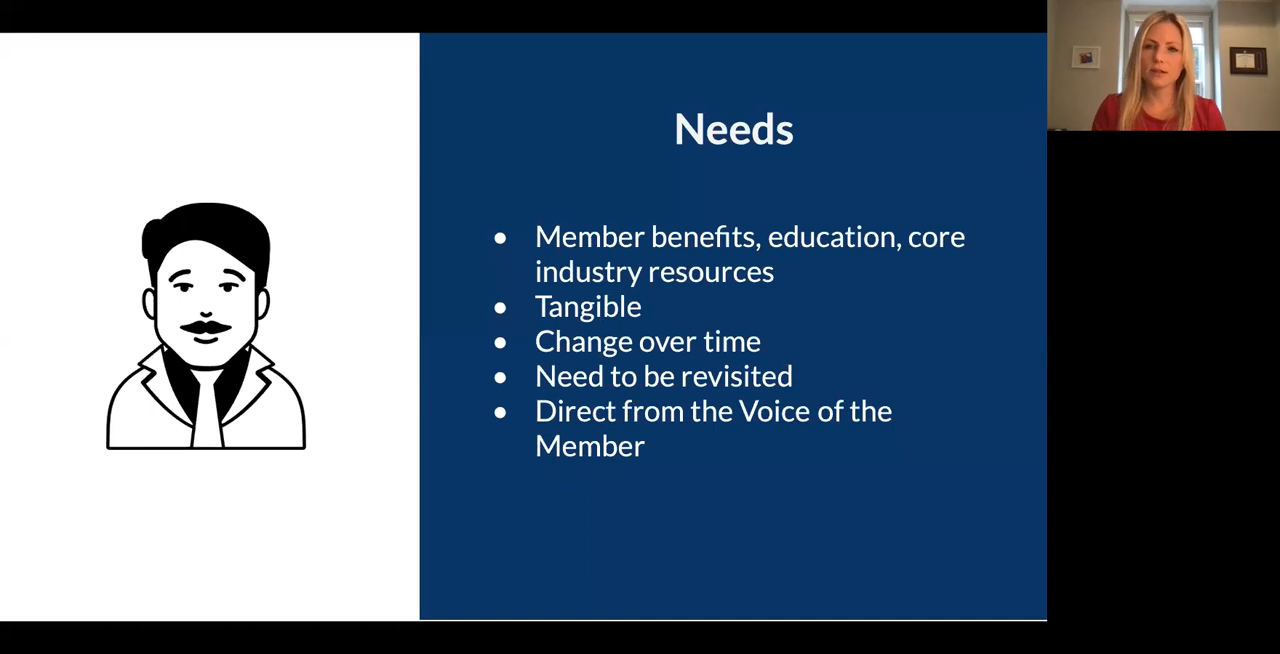 Needs
• Member benefits, education, core
industry resources
• Tangible
• Change over time
• Need to be revisited
• Direct from the Voice of the
Member